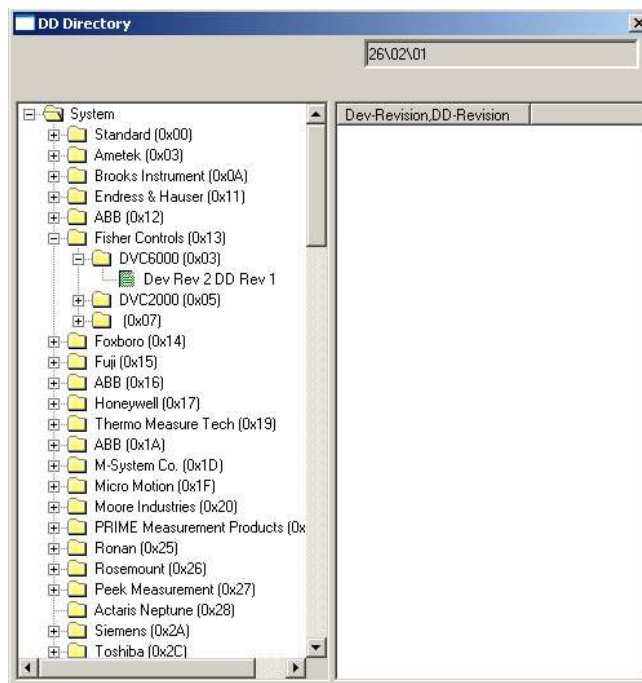 DD Directory
26\02\01
System
Standard (0x00)
Ametek (0x03)
Brooks Instrument (0x0A)
Endress & Hauser (0x11)
ABB (0x12)
Fisher Controls (0x13)
DVC6000 (0x03)
Dev Rev 2 DD Rev 1
DVC2000 (0x05)
(0x07)
Foxboro (0x14)
Fuji (0x15)
ABB (0x16)
Honeywell (0x17)
Thermo Measure Tech (0x19)
ABB (0x1A)
M-System Co. (0x1D)
Micro Motion (0x1F)
Moore Industries (0x20)
PRIME Measurement Products (0x
Ronan (0x25)
Rosemount (0x26)
Peek Measurement (0x27)
Actaris Neptune (0x28)
Siemens (0x2A)
Toshiba (0x2C)
Dev-Revision,DD-Revision